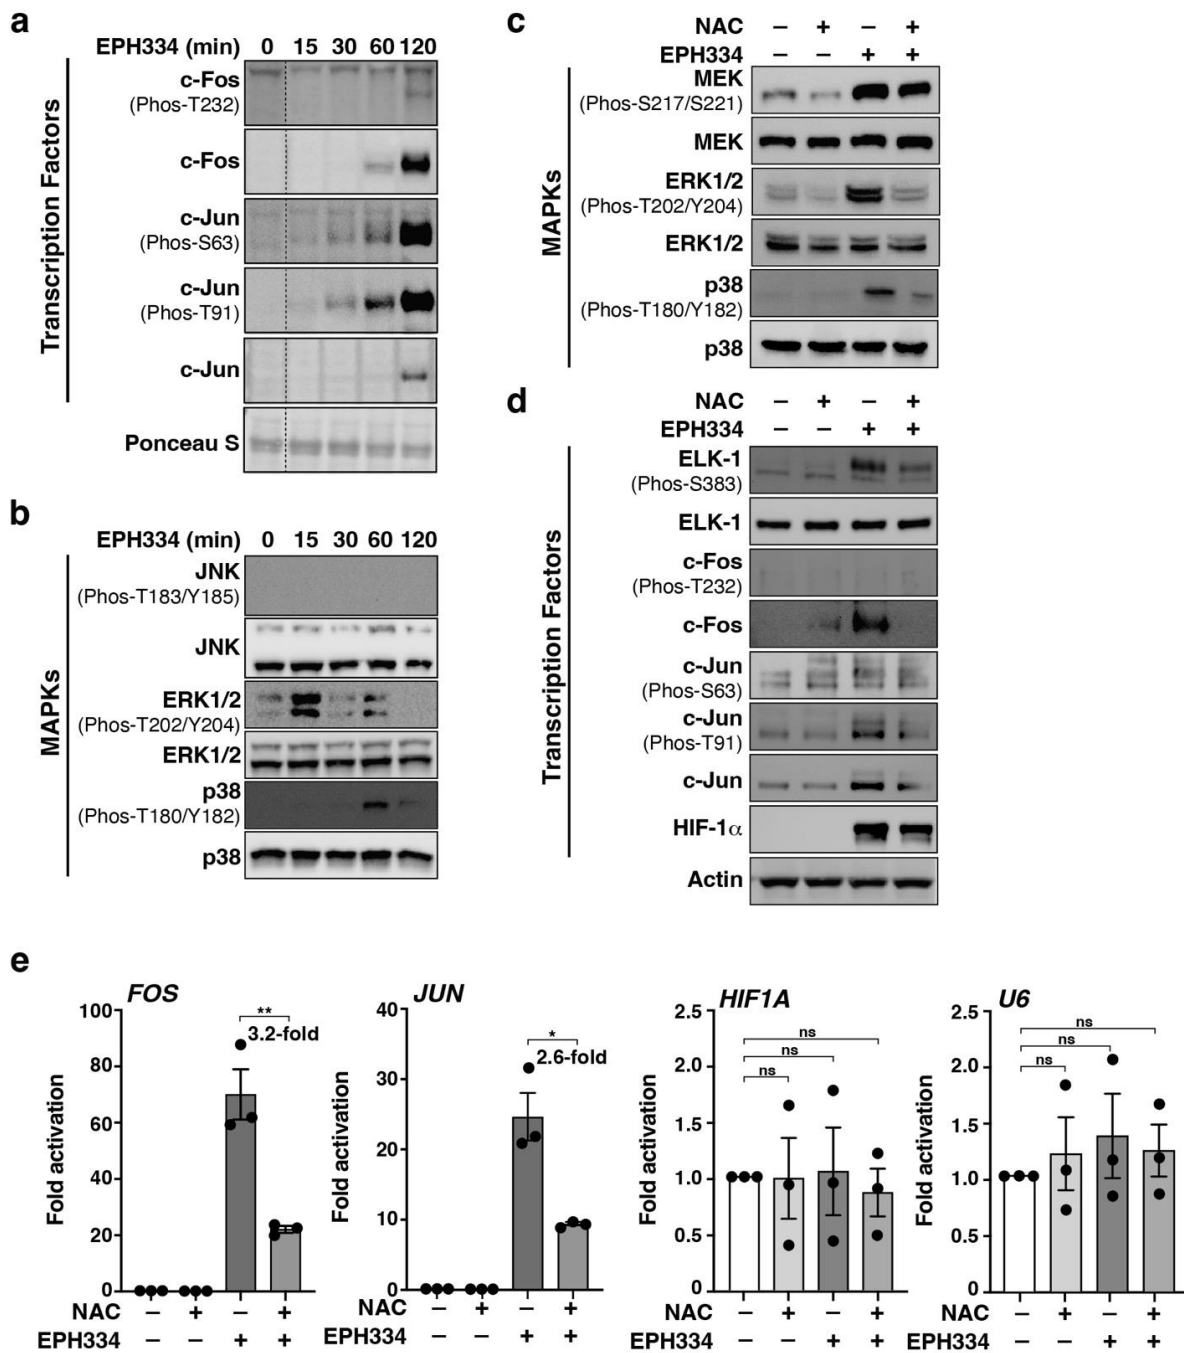 a
EPH334 (min) 0 15 30 60 120
Transcription Factors
c-Fos
(Phos-T232)
c-Fos
c-Jun
(Phos-S63)
c-Jun
(Phos-T91)
c-Jun
Ponceau S
b
EPH334 (min) 0 15 30 60 120
MAPKs
JNK
(Phos-T183/Y185)
JNK
ERK1/2
(Phos-T202/Y204)
ERK1/2
p38
(Phos-T180/Y182)
p38
c
NAC − + − +
EPH334 − − + +
MAPKs
MEK
(Phos-S217/S221)
MEK
ERK1/2
(Phos-T202/Y204)
ERK1/2
p38
(Phos-T180/Y182)
p38
d
NAC − + − +
EPH334 − − + +
Transcription Factors
ELK-1
(Phos-S383)
ELK-1
c-Fos
(Phos-T232)
c-Fos
c-Jun
(Phos-S63)
c-Jun
(Phos-T91)
c-Jun
HIF-1α
Actin
e
FOS
Fold activation
100
80
60
40
20
0
**
3.2-fold
NAC − + − +
EPH334 − − + +
JUN
Fold activation
40
30
20
10
0
*
2.6-fold
NAC − + − +
EPH334 − − + +
HIF1A
Fold activation
2.5
2.0
1.5
1.0
0.5
0
ns
ns
ns
NAC − + − +
EPH334 − − + +
U6
Fold activation
2.5
2.0
1.5
1.0
0.5
0
ns
ns
ns
NAC − + − +
EPH334 − − + +